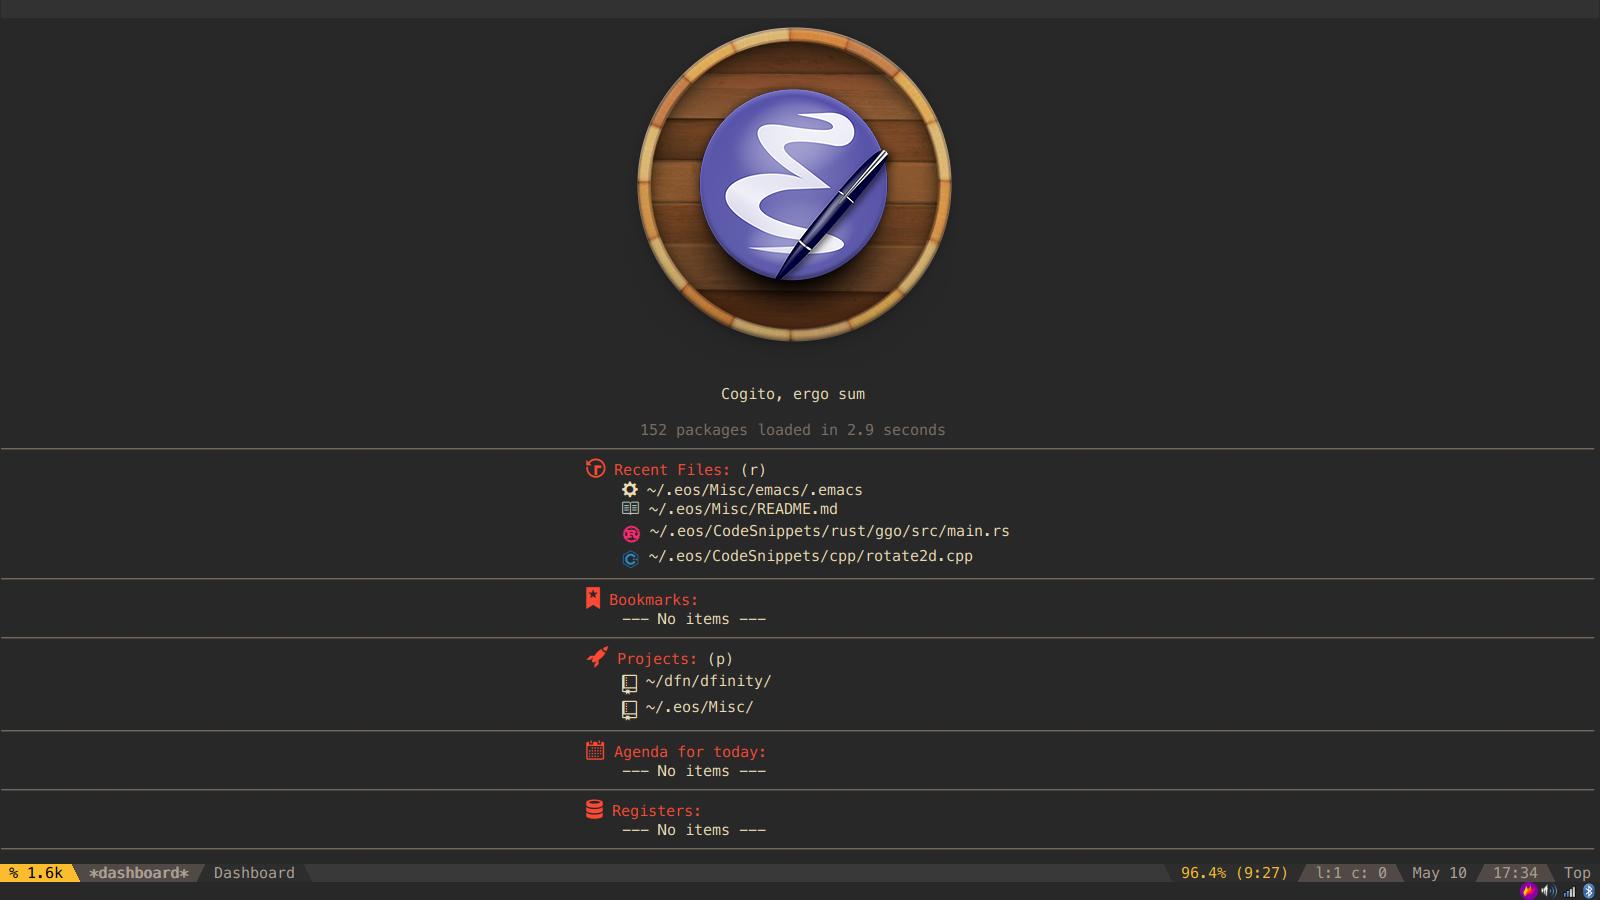 Cogito, ergo sum
152 packages loaded in 2.9 seconds
Recent Files: (r)
~/.eos/Misc/emacs/.emacs
~/.eos/Misc/README.md
~/.eos/CodeSnippets/rust/ggo/src/main.rs
~/.eos/CodeSnippets/cpp/rotate2d.cpp
Bookmarks:
--- No items ---
Projects: (p)
~/dfn/dfinity/
~/.eos/Misc/
Agenda for today:
--- No items ---
Registers:
--- No items ---
% 1.6k *dashboard* Dashboard 96.4% (9:27) l:1 c: 0 May 10 17:34 Top